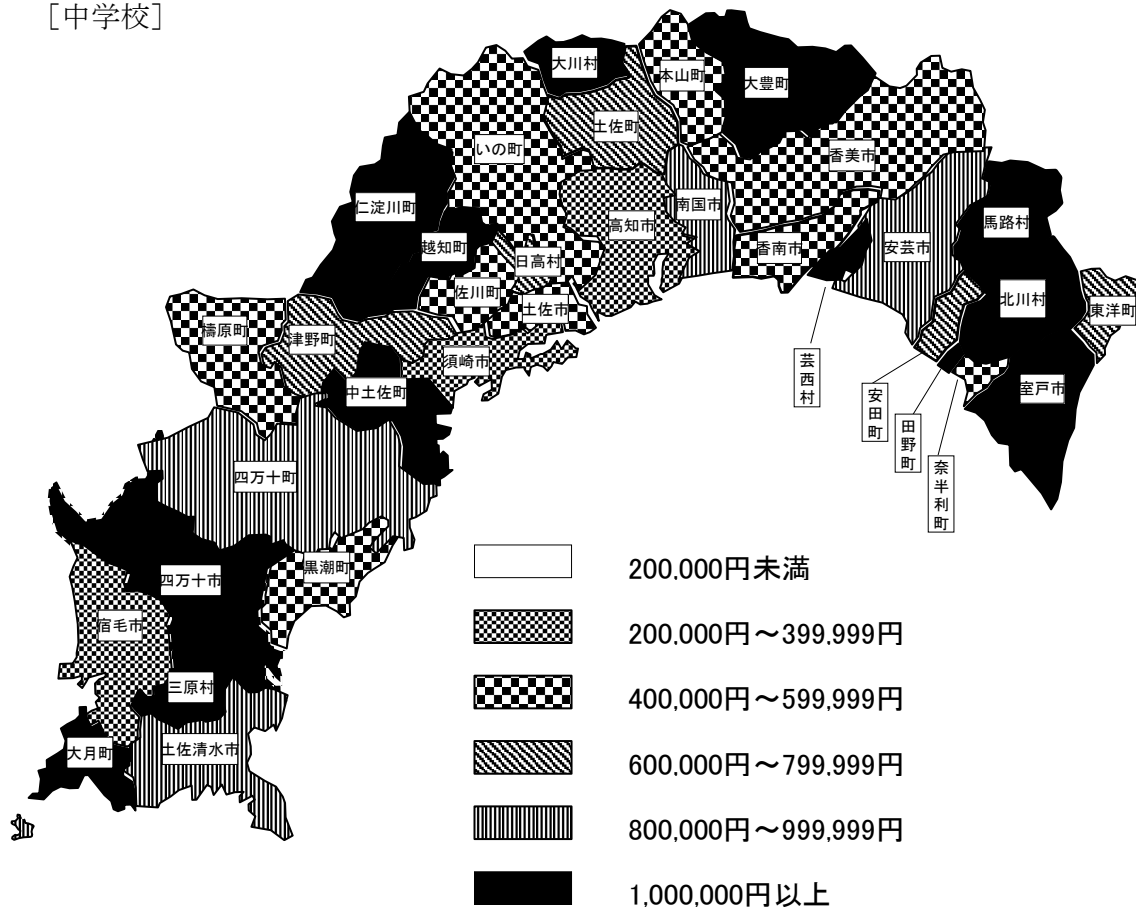 [中学校]
大川村
本山町
大豊町
土佐町
いの町
香美市
仁淀川町
高知市
南国市
馬路村
越知町
日高村
香南市
安芸市
佐川町
土佐市
北川村
東洋町
檮原町
津野町
須崎市
中土佐町
芸西村
安田町
田野町
奈半利町
室戸市
四万十町
黒潮町
四万十市
宿毛市
三原村
大月町
土佐清水市
200,000円未満
200,000円～399,999円
400,000円～599,999円
600,000円～799,999円
800,000円～999,999円
1,000,000円以上